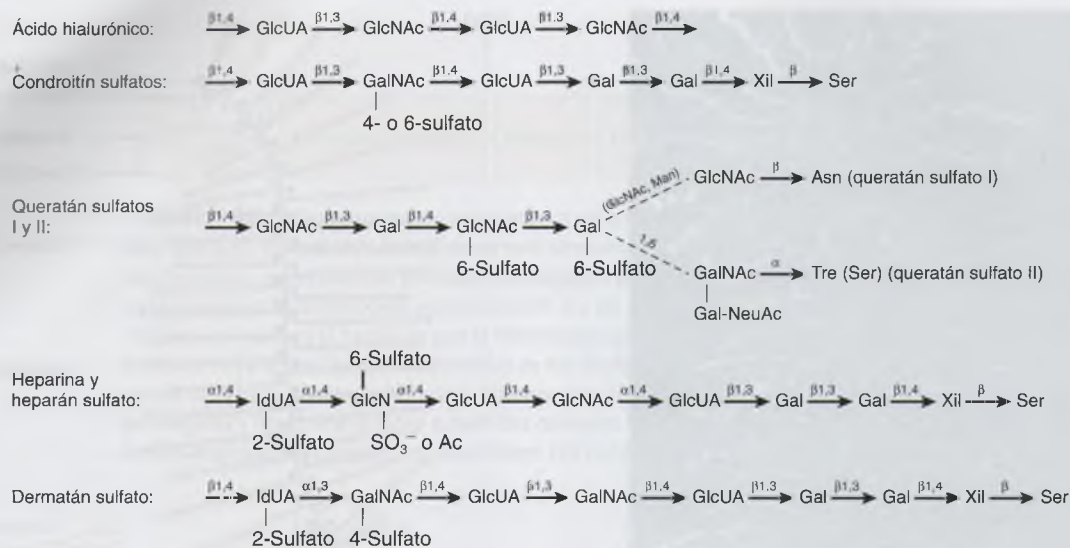 Ácido hialurónico: β1,4 GlcUA β1,3 GlcNAc β1,4 GlcUA β1,3 GlcNAc β1,4
+
Condroitín sulfatos: β1,4 GlcUA β1,3 GalNAc β1,4 GlcUA β1,3 Gal β1,3 Gal β1,4 Xil β Ser
4- o 6-sulfato
(GlcNAc, Man) GlcNAc β Asn (queratán sulfato I)
Queratán sulfatos
I y II: β1,4 GlcNAc β1,3 Gal β1,4 GlcNAc β1,3 Gal
6-Sulfato 6-Sulfato
1,6 GalNAc α Tre (Ser) (queratán sulfato II)
Gal-NeuAc
6-Sulfato
Heparina y
heparán sulfato: α1,4 IdUA α1,4 GlcN α1,4 GlcUA β1,4 GlcNAc α1,4 GlcUA β1,3 Gal β1,3 Gal β1,4 Xil β Ser
2-Sulfato SO₃⁻ o Ac
Dermatán sulfato: β1,4 IdUA α1,3 GalNAc β1,4 GlcUA β1,3 GalNAc β1,4 GlcUA β1,3 Gal β1,3 Gal β1,4 Xil β Ser
2-Sulfato 4-Sulfato